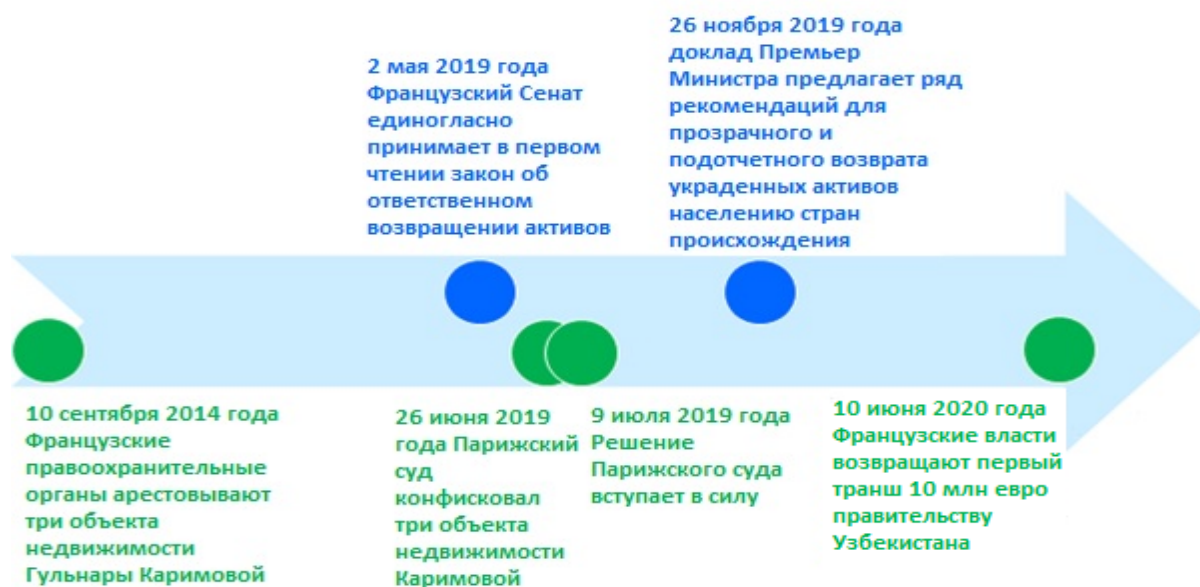 2 мая 2019 года
Французский Сенат
единогласно
принимает в первом
чтении закон об
ответственном
возвращении активов
26 ноября 2019 года
доклад Премьер
Министра предлагает ряд
рекомендаций для
прозрачного и
подотчетного возврата
украденных активов
населению стран
происхождения
10 сентября 2014 года
Французские
правоохранительные
органы арестовывают
три объекта
недвижимости
Гульнары Каримовой
26 июня 2019
года Парижский
суд
конфисковал
три объекта
недвижимости
Каримовой
9 июля 2019 года
Решение
Парижского суда
вступает в силу
10 июня 2020 года
Французские власти
возвращают первый
транш 10 млн евро
правительству
Узбекистана